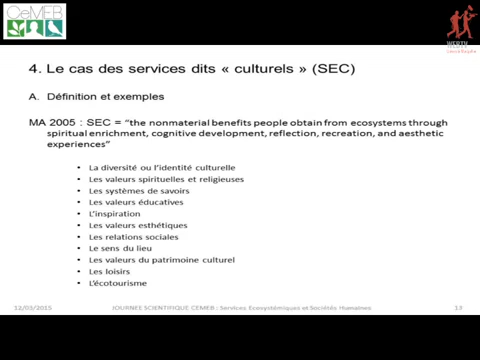 CeMEB
WEBTV
4. Le cas des services dits « culturels » (SEC)
A. Définition et exemples
MA 2005 : SEC = "the nonmaterial benefits people obtain from ecosystems through
spiritual enrichment, cognitive development, reflection, recreation, and aesthetic
experiences"
• La diversité ou l'identité culturelle
• Les valeurs spirituelles et religieuses
• Les systèmes de savoirs
• Les valeurs éducatives
• L'inspiration
• Les valeurs esthétiques
• Les relations sociales
• Le sens du lieu
• Les valeurs du patrimoine culturel
• Les loisirs
• L'écotourisme
12/03/2015 JOURNEE SCIENTIFIQUE CEMEB : Services Ecosystémiques et Sociétés Humaines 13